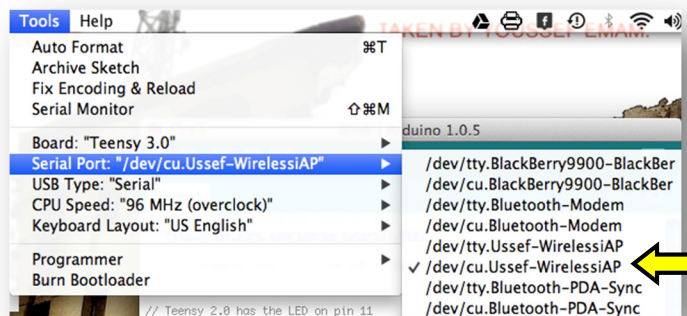 Tools Help
TAKEN BY YOUSSEF EMAM.
Auto Format ⌘T
Archive Sketch
Fix Encoding & Reload
Serial Monitor ⇧⌘M
duino 1.0.5
Board: "Teensy 3.0"
Serial Port: "/dev/cu.Ussef-WirelessiAP"
/dev/tty.BlackBerry9900-BlackBer
USB Type: "Serial"
/dev/cu.BlackBerry9900-BlackBer
CPU Speed: "96 MHz (overclock)"
/dev/tty.Bluetooth-Modem
Keyboard Layout: "US English"
/dev/cu.Bluetooth-Modem
/dev/tty.Ussef-WirelessiAP
Programmer
✓ /dev/cu.Ussef-WirelessiAP
Burn Bootloader
/dev/tty.Bluetooth-PDA-Sync
// Teensy 2.0 has the LED on pin 11
/dev/cu.Bluetooth-PDA-Sync